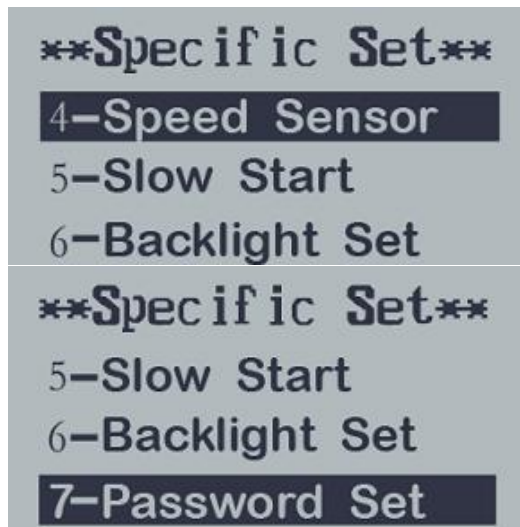 **Specific Set**
4-Speed Sensor
5-Slow Start
6-Backlight Set
**Specific Set**
5-Slow Start
6-Backlight Set
7-Password Set